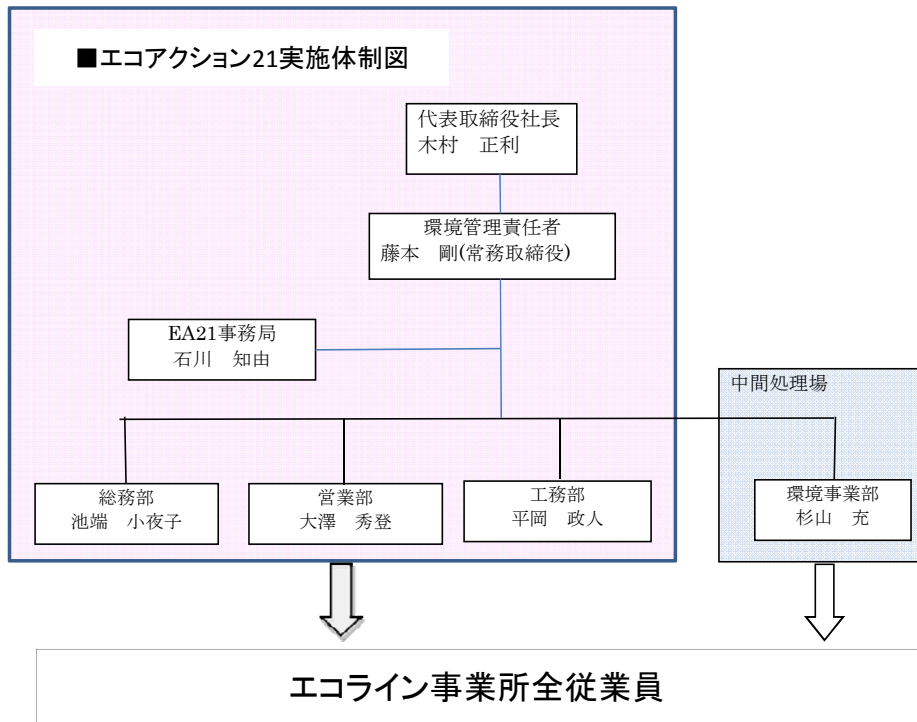 ■エコアクション21実施体制図
代表取締役社長
木村　正利
環境管理責任者
藤本　剛(常務取締役)
EA21事務局
石川　知由
中間処理場
総務部
池端　小夜子
営業部
大澤　秀登
工務部
平岡　政人
環境事業部
杉山　充
エコライン事業所全従業員